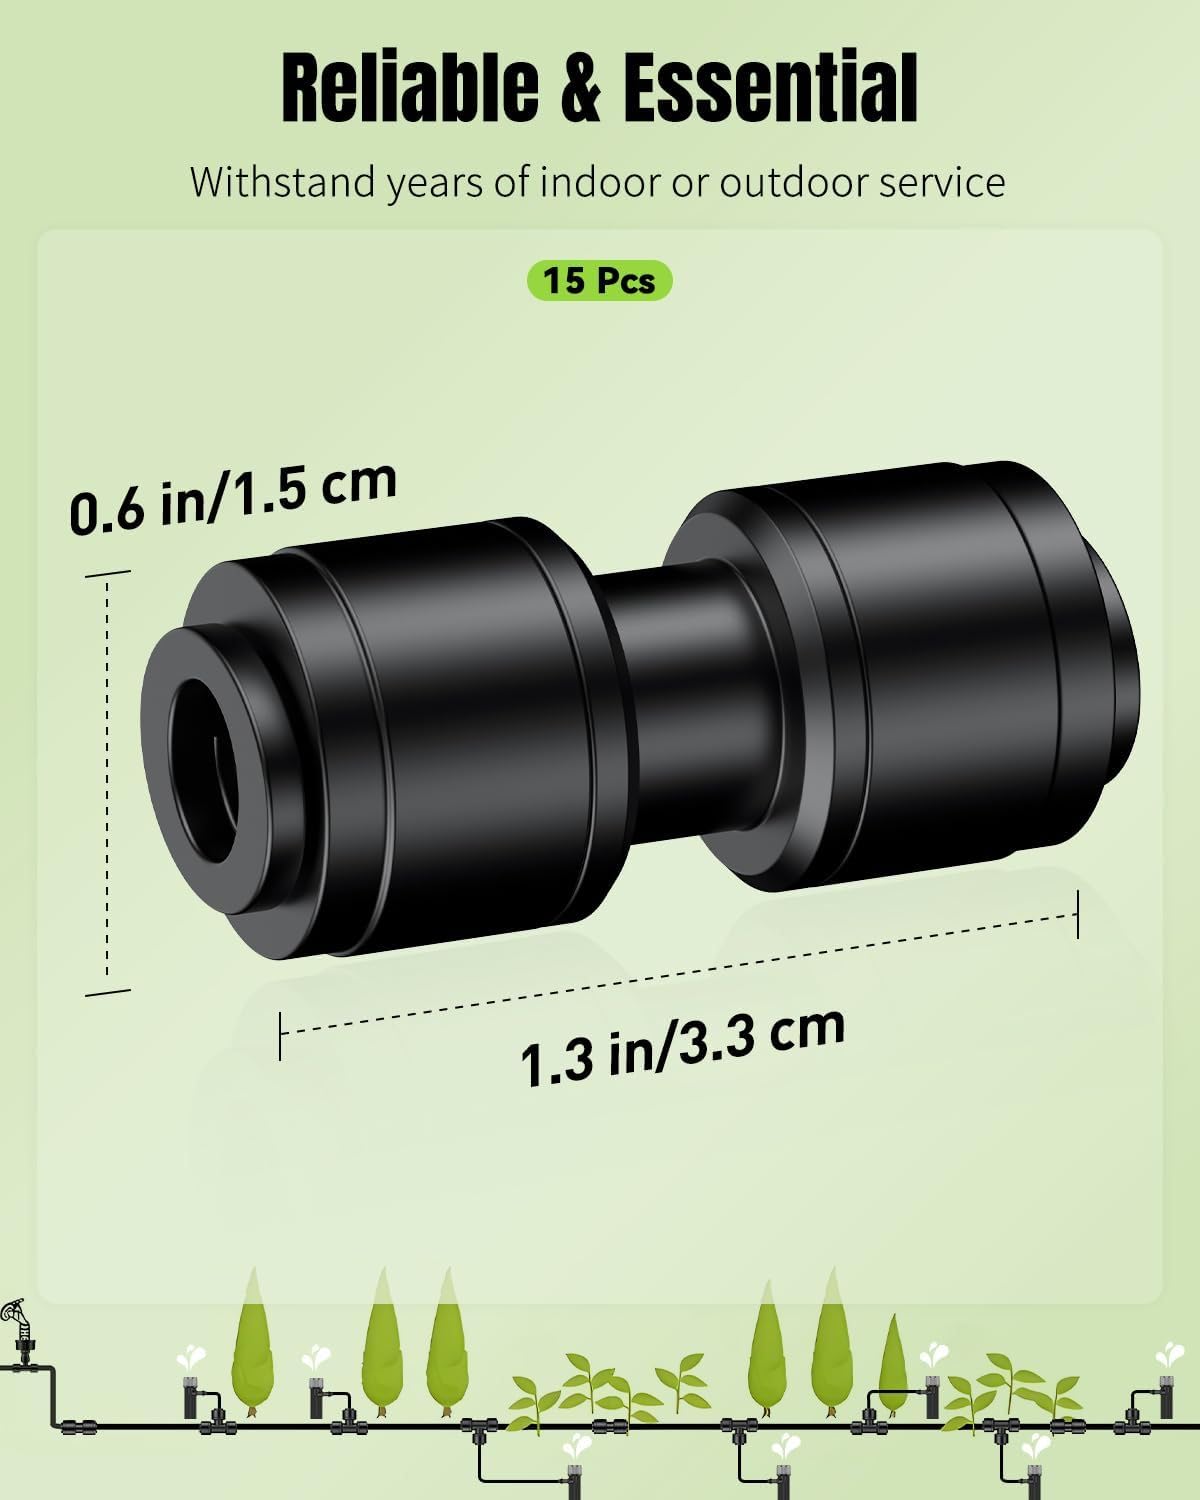 Reliable & Essential
Withstand years of indoor or outdoor service
15 Pcs
0.6 in/1.5 cm
1.3 in/3.3 cm